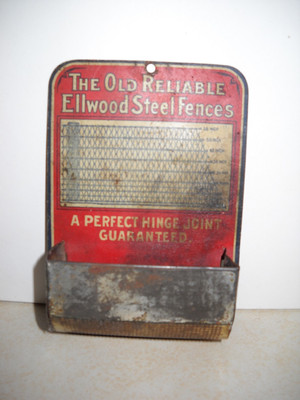 THE OLD RELIABLE
Ellwood Steel Fences
A PERFECT HINGE JOINT
GUARANTEED.